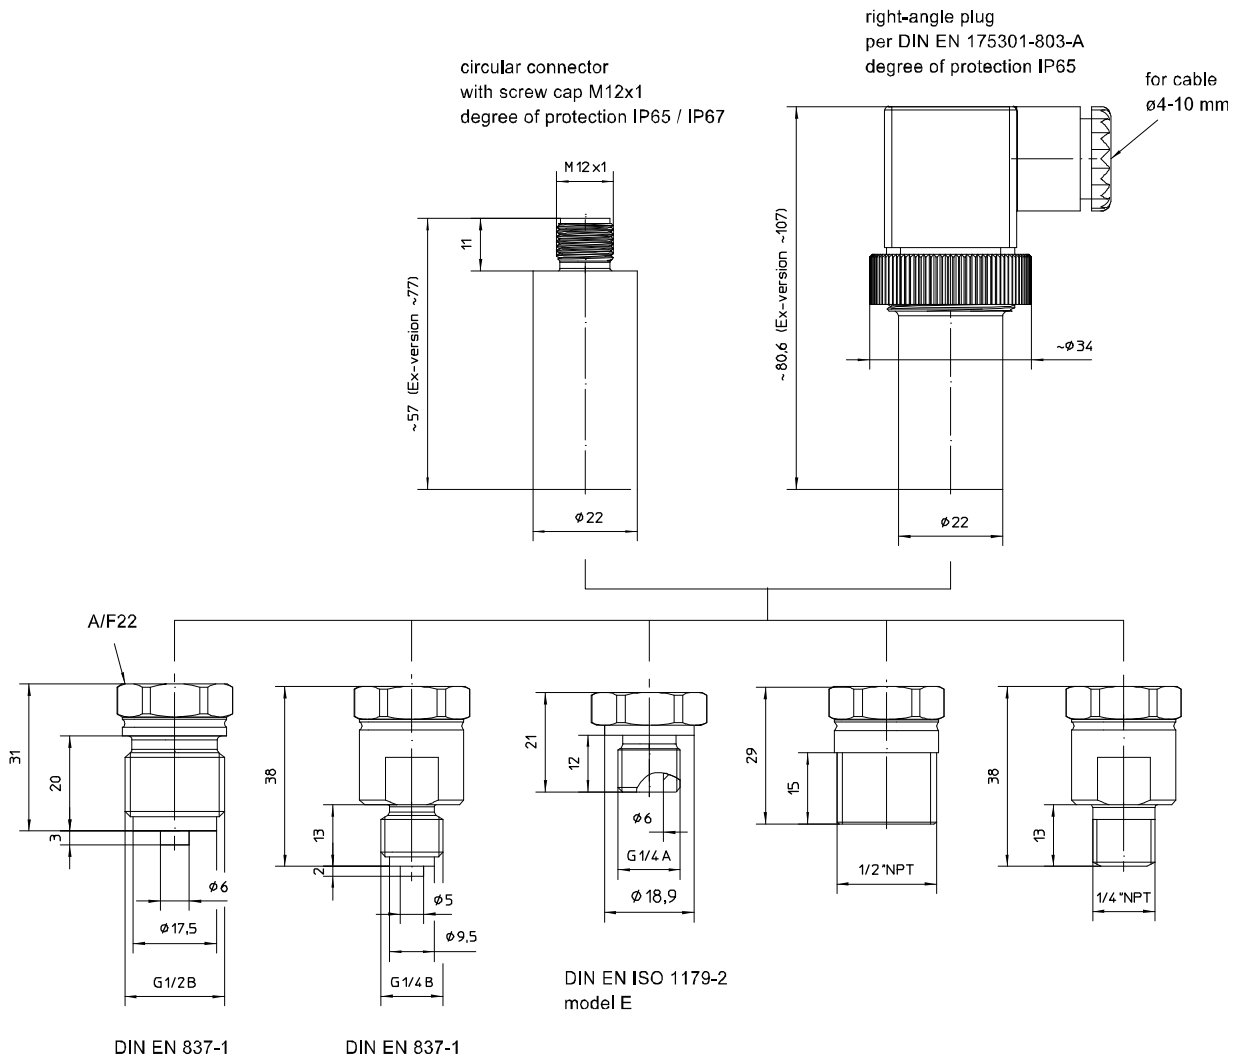 right-angle plug
per DIN EN 175301-803-A
degree of protection IP65
circular connector
with screw cap M12x1
degree of protection IP65 / IP67
for cable
ø4-10 mm
M12x1
11
~57 (Ex-version ~77)
~80,6 (Ex-version ~107)
~ø34
ø22
ø22
A/F22
31
20
3
ø6
ø17,5
G1/2B
DIN EN 837-1
38
13
2
ø5
ø9,5
G1/4B
DIN EN 837-1
21
12
ø6
G1/4A
ø18,9
DIN EN ISO 1179-2
model E
29
15
1/2"NPT
38
13
1/4"NPT